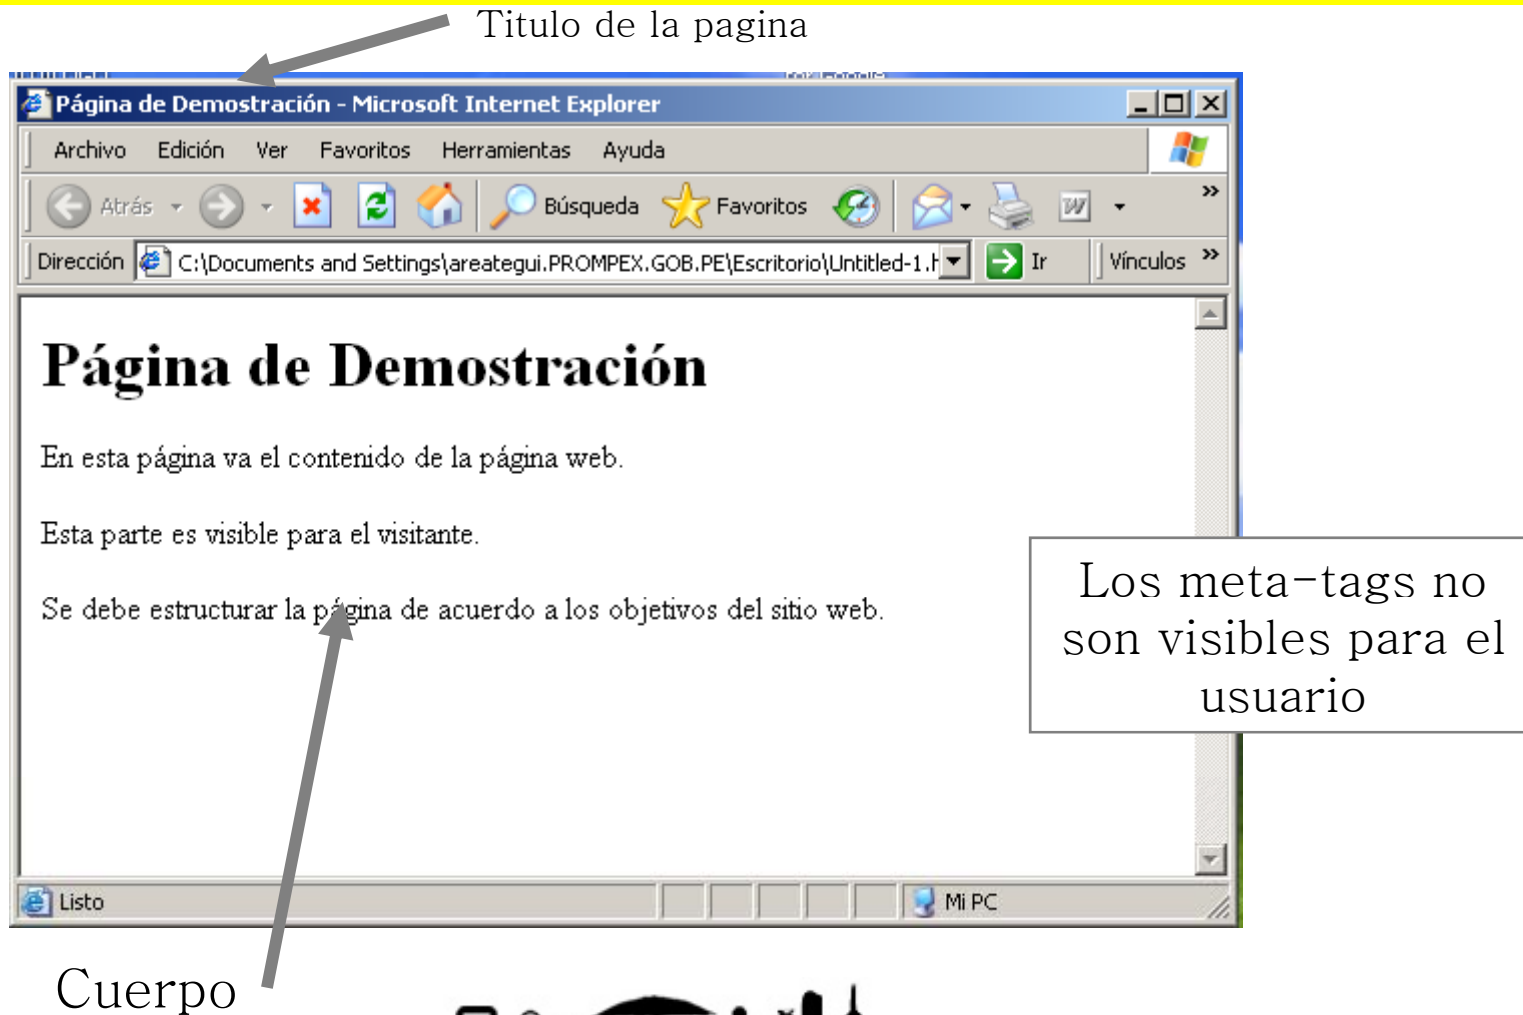 Titulo de la pagina
Página de Demostración - Microsoft Internet Explorer
Archivo Edición Ver Favoritos Herramientas Ayuda
Atrás Búsqueda Favoritos
Dirección C:\Documents and Settings\areategui.PROMPEX.GOB.PE\Escritorio\Untitled-1.h Ir Vínculos
Página de Demostración
En esta página va el contenido de la página web.
Esta parte es visible para el visitante.
Se debe estructurar la página de acuerdo a los objetivos del sitio web.
Los meta-tags no
son visibles para el
usuario
Listo Mi PC
Cuerpo